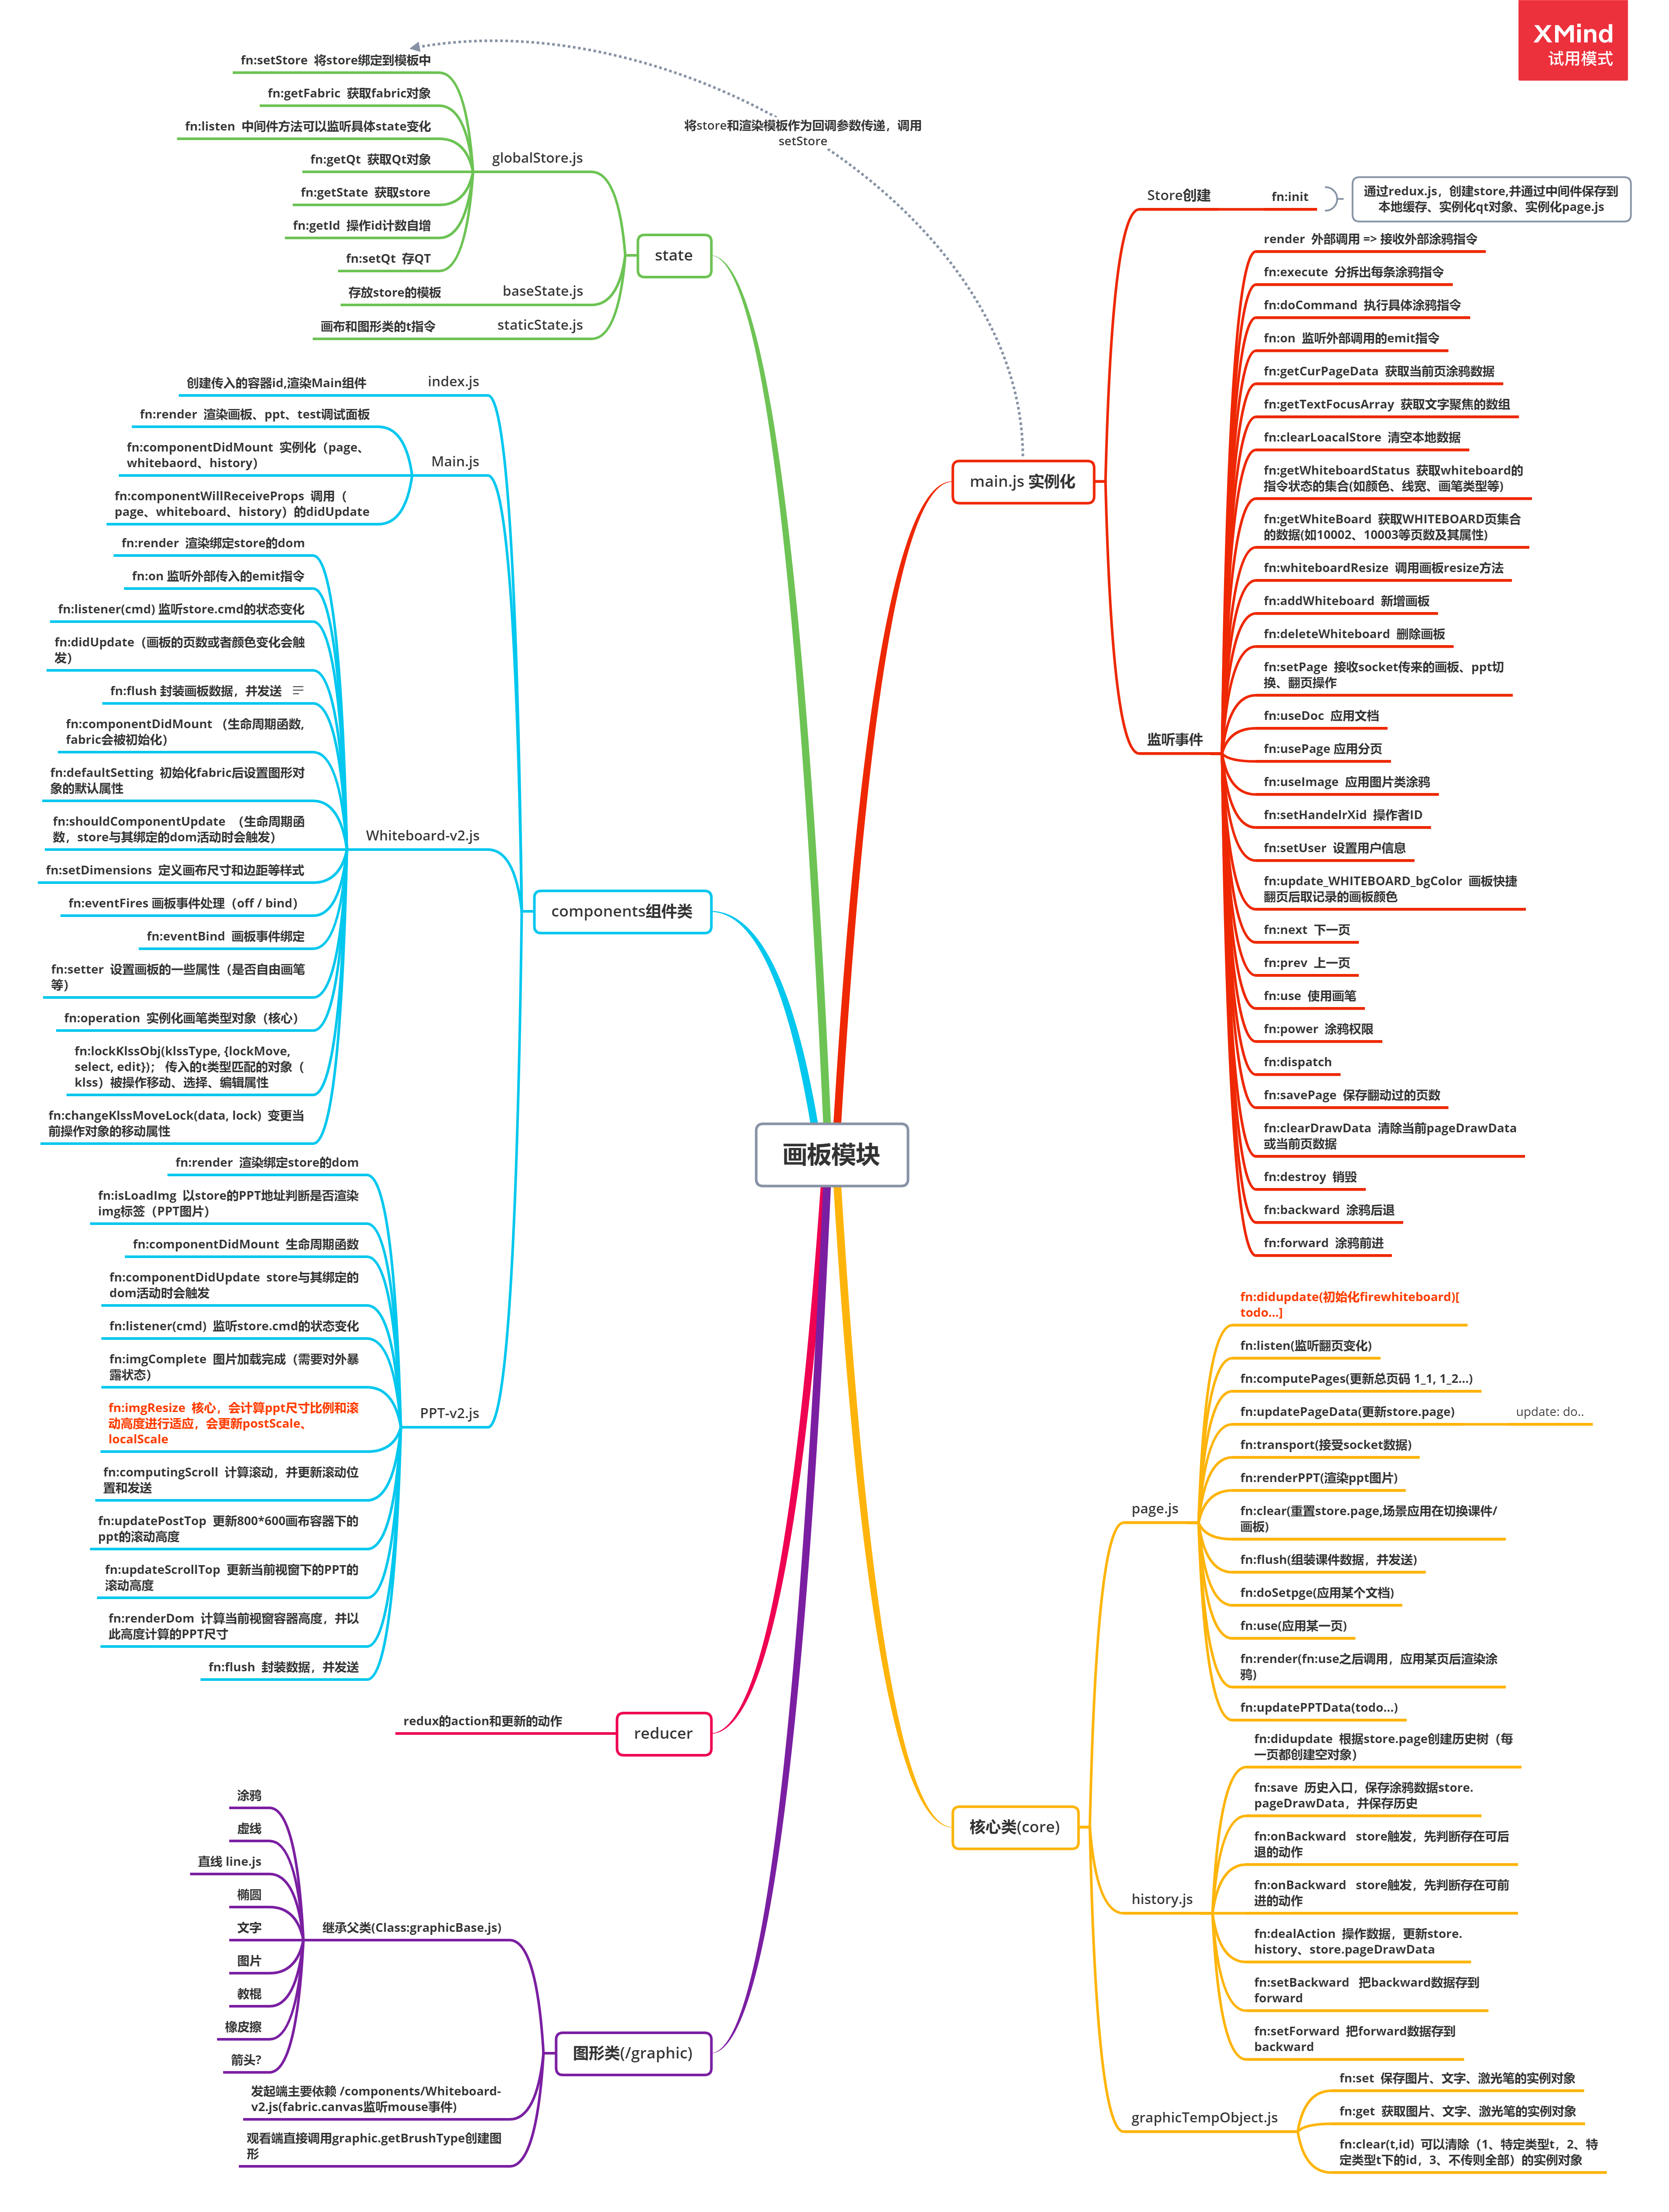 XMind
试用模式
fn:setStore 将store绑定到模板中
fn:getFabric 获取fabric对象
fn:listen 中间件方法可以监听具体state变化
fn:getQt 获取Qt对象
fn:getState 获取store
fn:getId 操作id计数自增
fn:setQt 存QT
globalStore.js
存放store的模板
baseState.js
画布和图形类的t指令
staticState.js
state
将store和渲染模板作为回调参数传递，调用
setStore
创建传入的容器id,渲染Main组件
index.js
fn:render 渲染画板、ppt、test调试面板
fn:componentDidMount 实例化（page、
whitebaord、history）
fn:componentWillReceiveProps 调用（
page、whiteboard、history）的didUpdate
Main.js
fn:render 渲染绑定store的dom
fn:on 监听外部传入的emit指令
fn:listener(cmd) 监听store.cmd的状态变化
fn:didUpdate（画板的页数或者颜色变化会触
发）
fn:flush 封装画板数据，并发送
fn:componentDidMount （生命周期函数,
fabric会被初始化）
fn:defaultSetting 初始化fabric后设置图形对
象的默认属性
fn:shouldComponentUpdate （生命周期函
数，store与其绑定的dom活动时会触发）
fn:setDimensions 定义画布尺寸和边距等样式
fn:eventFires 画板事件处理（off / bind）
fn:eventBind 画板事件绑定
fn:setter 设置画板的一些属性（是否自由画笔
等）
fn:operation 实例化画笔类型对象（核心）
fn:lockKlssObj(klssType, {lockMove,
select, edit}); 传入的t类型匹配的对象（
klss）被操作移动、选择、编辑属性
fn:changeKlssMoveLock(data, lock) 变更当
前操作对象的移动属性
Whiteboard-v2.js
components组件类
fn:render 渲染绑定store的dom
fn:isLoadImg 以store的PPT地址判断是否渲染
img标签（PPT图片）
fn:componentDidMount 生命周期函数
fn:componentDidUpdate store与其绑定的
dom活动时会触发
fn:listener(cmd) 监听store.cmd的状态变化
fn:imgComplete 图片加载完成（需要对外暴
露状态）
fn:imgResize 核心，会计算ppt尺寸比例和滚
动高度进行适应，会更新postScale、
localScale
fn:computingScroll 计算滚动，并更新滚动位
置和发送
fn:updatePostTop 更新800*600画布容器下的
ppt的滚动高度
fn:updateScrollTop 更新当前视窗下的PPT的
滚动高度
fn:renderDom 计算当前视窗容器高度，并以
此高度计算的PPT尺寸
fn:flush 封装数据，并发送
PPT-v2.js
画板模块
redux的action和更新的动作
reducer
涂鸦
虚线
直线 line.js
椭圆
文字
图片
教棍
橡皮擦
箭头?
继承父类(Class:graphicBase.js)
发起端主要依赖 /components/Whiteboard-
v2.js(fabric.canvas监听mouse事件)
观看端直接调用graphic.getBrushType创建图
形
图形类(/graphic)
main.js 实例化
Store创建
fn:init
通过redux.js，创建store,并通过中间件保存到
本地缓存、实例化qt对象、实例化page.js
监听事件
render 外部调用 => 接收外部涂鸦指令
fn:execute 分拆出每条涂鸦指令
fn:doCommand 执行具体涂鸦指令
fn:on 监听外部调用的emit指令
fn:getCurPageData 获取当前页涂鸦数据
fn:getTextFocusArray 获取文字聚焦的数组
fn:clearLoacalStore 清空本地数据
fn:getWhiteboardStatus 获取whiteboard的
指令状态的集合(如颜色、线宽、画笔类型等)
fn:getWhiteBoard 获取WHITEBOARD页集合
的数据(如10002、10003等页数及其属性)
fn:whiteboardResize 调用画板resize方法
fn:addWhiteboard 新增画板
fn:deleteWhiteboard 删除画板
fn:setPage 接收socket传来的画板、ppt切
换、翻页操作
fn:useDoc 应用文档
fn:usePage 应用分页
fn:useImage 应用图片类涂鸦
fn:setHandelrXid 操作者ID
fn:setUser 设置用户信息
fn:update_WHITEBOARD_bgColor 画板快捷
翻页后取记录的画板颜色
fn:next 下一页
fn:prev 上一页
fn:use 使用画笔
fn:power 涂鸦权限
fn:dispatch
fn:savePage 保存翻动过的页数
fn:clearDrawData 清除当前pageDrawData
或当前页数据
fn:destroy 销毁
fn:backward 涂鸦后退
fn:forward 涂鸦前进
核心类(core)
page.js
fn:didupdate(初始化firewhiteboard)[
todo...]
fn:listen(监听翻页变化)
fn:computePages(更新总页码 1_1, 1_2...)
fn:updatePageData(更新store.page)
update: do..
fn:transport(接受socket数据)
fn:renderPPT(渲染ppt图片)
fn:clear(重置store.page,场景应用在切换课件/
画板)
fn:flush(组装课件数据，并发送)
fn:doSetpge(应用某个文档)
fn:use(应用某一页)
fn:render(fn:use之后调用，应用某页后渲染涂
鸦)
fn:updatePPTData(todo...)
history.js
fn:didupdate 根据store.page创建历史树（每
一页都创建空对象）
fn:save 历史入口，保存涂鸦数据store.
pageDrawData，并保存历史
fn:onBackward store触发，先判断存在可后
退的动作
fn:onBackward store触发，先判断存在可前
进的动作
fn:dealAction 操作数据，更新store.
history、store.pageDrawData
fn:setBackward 把backward数据存到
forward
fn:setForward 把forward数据存到
backward
graphicTempObject.js
fn:set 保存图片、文字、激光笔的实例对象
fn:get 获取图片、文字、激光笔的实例对象
fn:clear(t,id) 可以清除（1、特定类型t，2、特
定类型t下的id，3、不传则全部）的实例对象